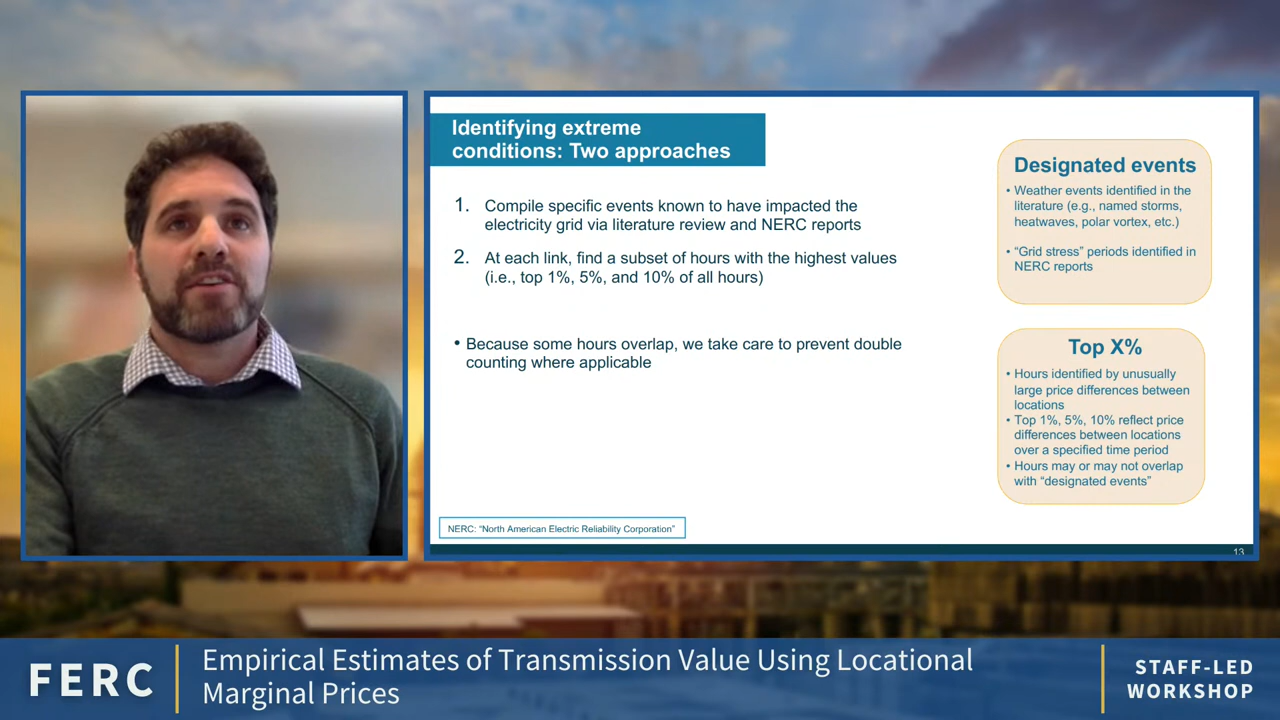 Identifying extreme
conditions: Two approaches
1. Compile specific events known to have impacted the
electricity grid via literature review and NERC reports
2. At each link, find a subset of hours with the highest values
(i.e., top 1%, 5%, and 10% of all hours)
• Because some hours overlap, we take care to prevent double
counting where applicable
NERC: “North American Electric Reliability Corporation”
Designated events
• Weather events identified in the
literature (e.g., named storms,
heatwaves, polar vortex, etc.)
• “Grid stress” periods identified in
NERC reports
Top X%
• Hours identified by unusually
large price differences between
locations
• Top 1%, 5%, 10% reflect price
differences between locations
over a specified time period
• Hours may or may not overlap
with “designated events”
13
FERC
Empirical Estimates of Transmission Value Using Locational
Marginal Prices
STAFF-LED
WORKSHOP